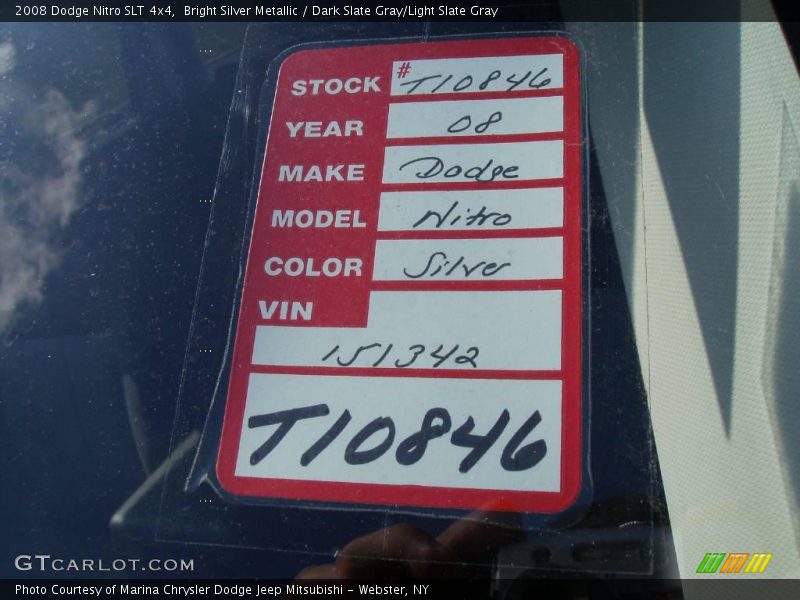 2008 Dodge Nitro SLT 4x4, Bright Silver Metallic / Dark Slate Gray/Light Slate Gray
STOCK # T10846
YEAR 08
MAKE Dodge
MODEL Nitro
COLOR Silver
VIN
151342
T10846
GTCARLOT.COM
Photo Courtesy of Marina Chrysler Dodge Jeep Mitsubishi - Webster, NY